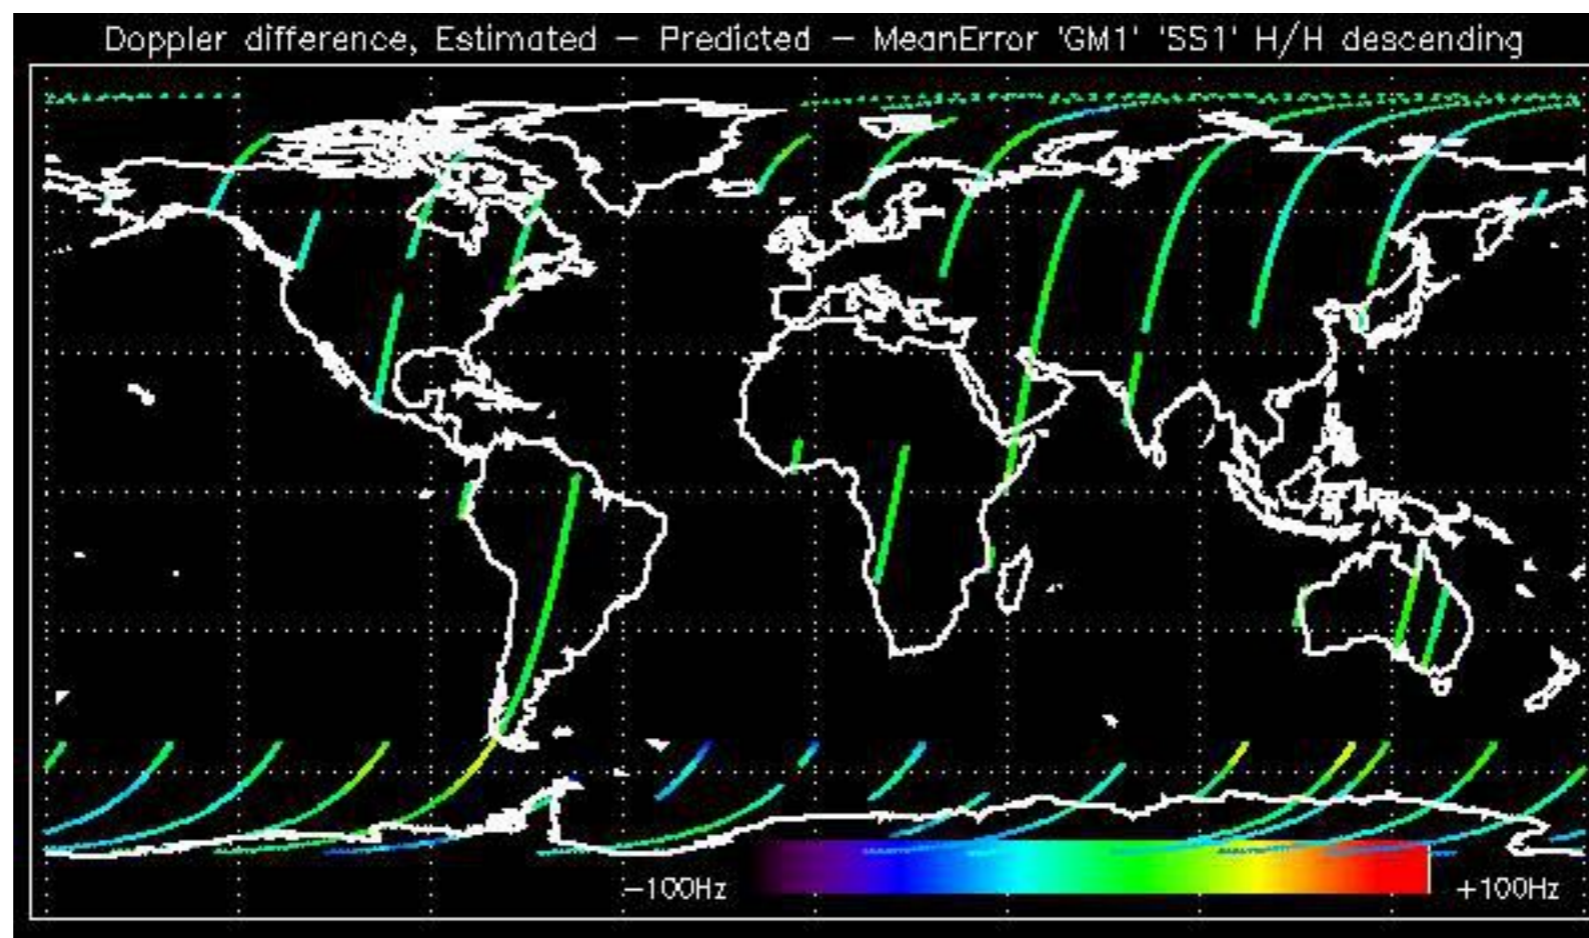 Doppler difference, Estimated − Predicted − MeanError 'GM1' 'SS1' H/H descending
−100Hz +100Hz